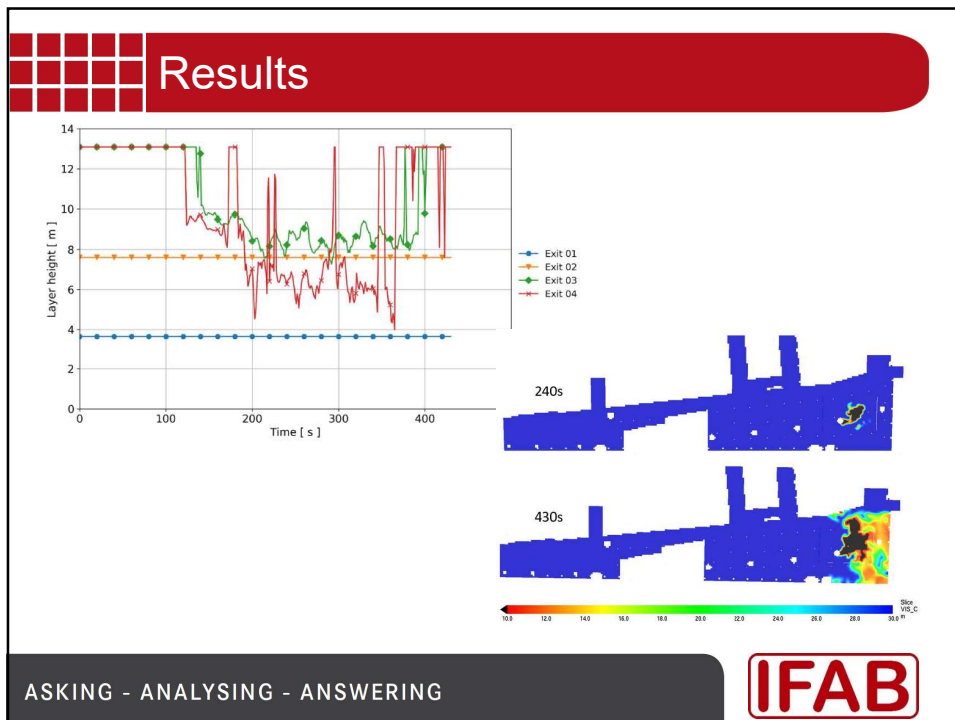 Results
14
12
10
8
6
4
2
0
Layer height [ m ]
0 100 200 300 400
Time [ s ]
Exit 01
Exit 02
Exit 03
Exit 04
240s
430s
Slice
VIS_C
m
10.0 12.0 14.0 16.0 18.0 20.0 22.0 24.0 26.0 28.0 30.0
ASKING - ANALYSING - ANSWERING
IFAB